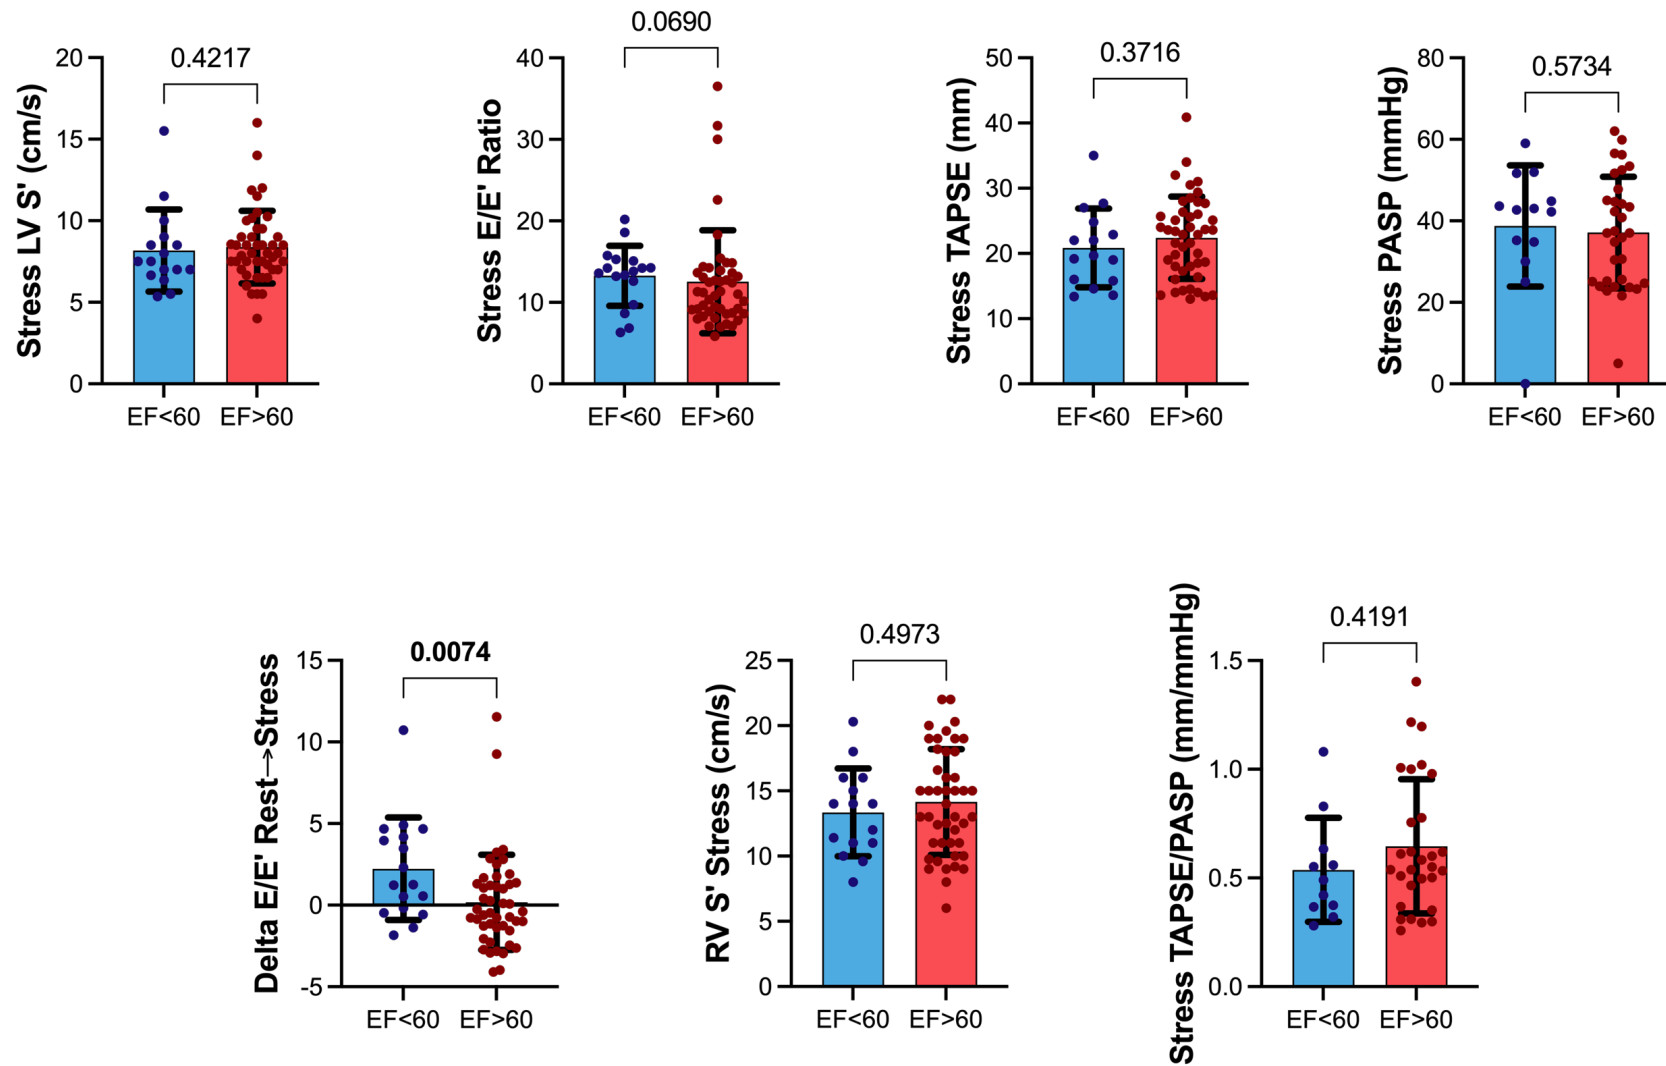 Stress LV S' (cm/s)
20
15
10
5
0
0.4217
EF<60
EF>60
Stress E/E' Ratio
40
30
20
10
0
0.0690
EF<60
EF>60
Stress TAPSE (mm)
50
40
30
20
10
0
0.3716
EF<60
EF>60
Stress PASP (mmHg)
80
60
40
20
0
0.5734
EF<60
EF>60
Delta E/E' Rest→Stress
15
10
5
0
-5
0.0074
EF<60
EF>60
RV S' Stress (cm/s)
25
20
15
10
5
0
0.4973
EF<60
EF>60
Stress TAPSE/PASP (mm/mmHg)
1.5
1.0
0.5
0.0
0.4191
EF<60
EF>60